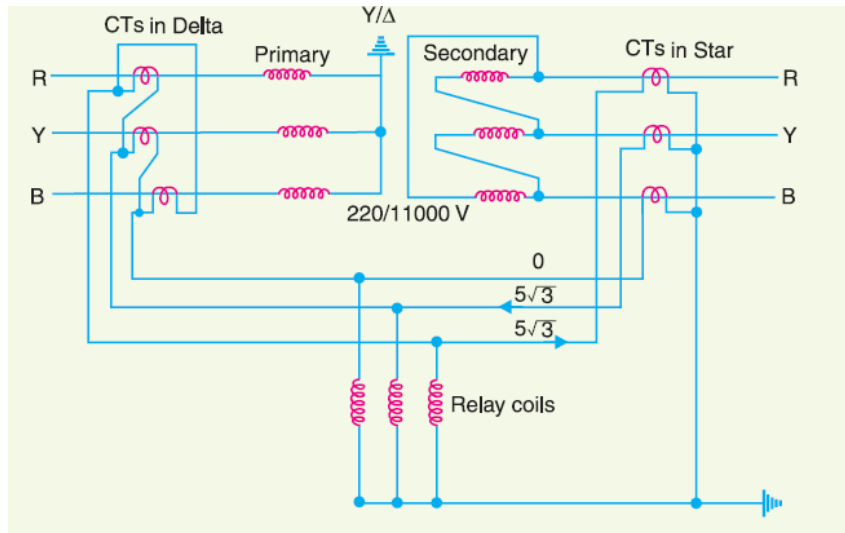 Y/Δ
CTs in Delta
Primary
Secondary
CTs in Star
R
R
Y
Y
B
B
220/11000 V
0
5√3
5√3
Relay coils